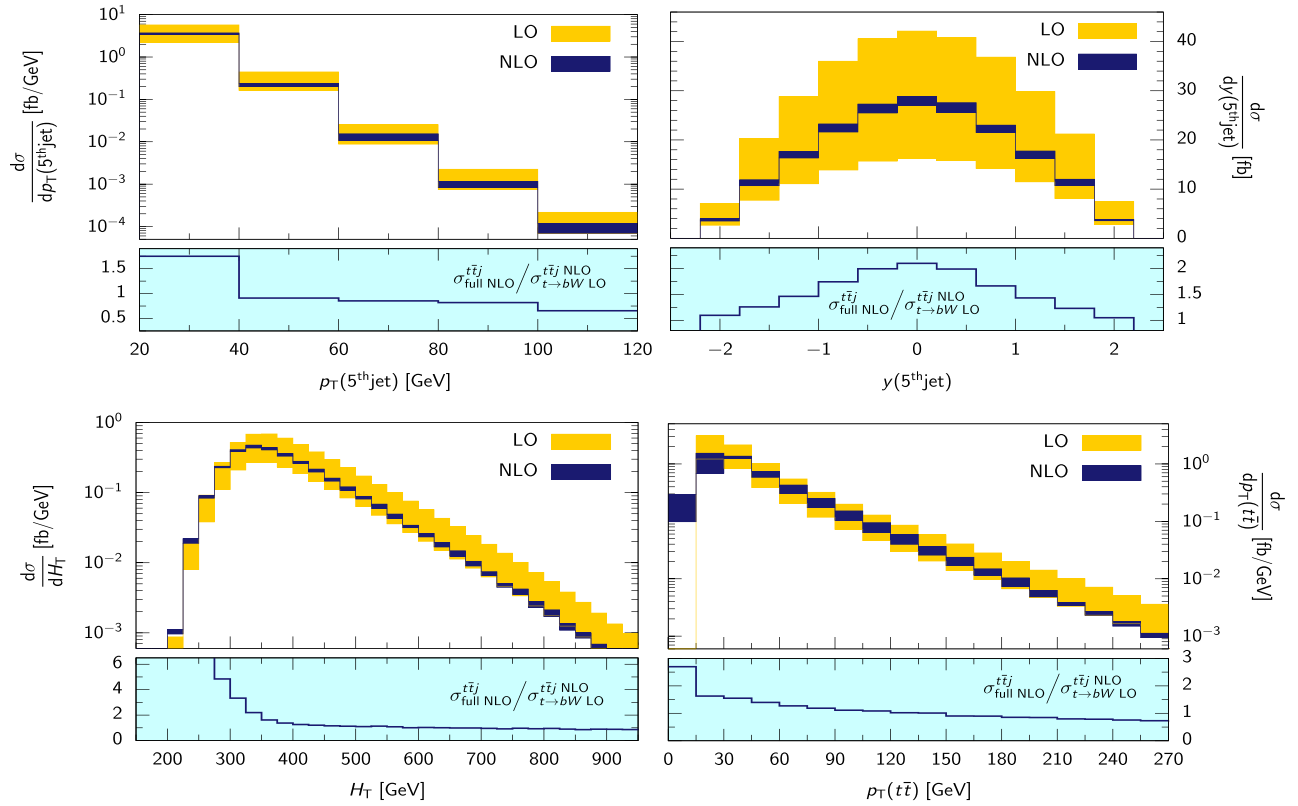 dσ/dp_T(5^th jet) [fb/GeV]
10^1
10^0
10^−1
10^−2
10^−3
10^−4
LO
NLO
1.5
1
0.5
σ^{tt̄j}_{full NLO}/σ^{tt̄j NLO}_{t→bW LO}
20 40 60 80 100 120
p_T(5^th jet) [GeV]
LO
NLO
40
30
20
10
0
dσ/dy(5^th jet) [fb]
2
1.5
1
σ^{tt̄j}_{full NLO}/σ^{tt̄j NLO}_{t→bW LO}
−2 −1 0 1 2
y(5^th jet)
dσ/dH_T [fb/GeV]
10^0
10^−1
10^−2
10^−3
LO
NLO
6
4
2
0
σ^{tt̄j}_{full NLO}/σ^{tt̄j NLO}_{t→bW LO}
200 300 400 500 600 700 800 900
H_T [GeV]
LO
NLO
10^0
10^−1
10^−2
10^−3
dσ/dp_T(tt̄) [fb/GeV]
3
2
1
0
σ^{tt̄j}_{full NLO}/σ^{tt̄j NLO}_{t→bW LO}
0 30 60 90 120 150 180 210 240 270
p_T(tt̄) [GeV]